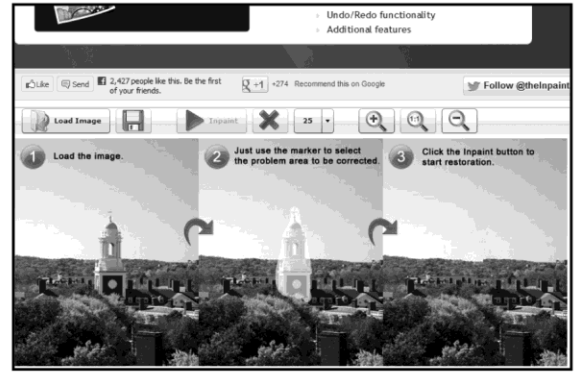 › Undo/Redo functionality
› Additional features
Like Send f 2,427 people like this. Be the first
of your friends.
g +1 +274 Recommend this on Google
Follow @theInpaint
Load Image Inpaint 25 1:1
1 Load the image.
2 Just use the marker to select
the problem area to be corrected.
3 Click the Inpaint button to
start restoration.